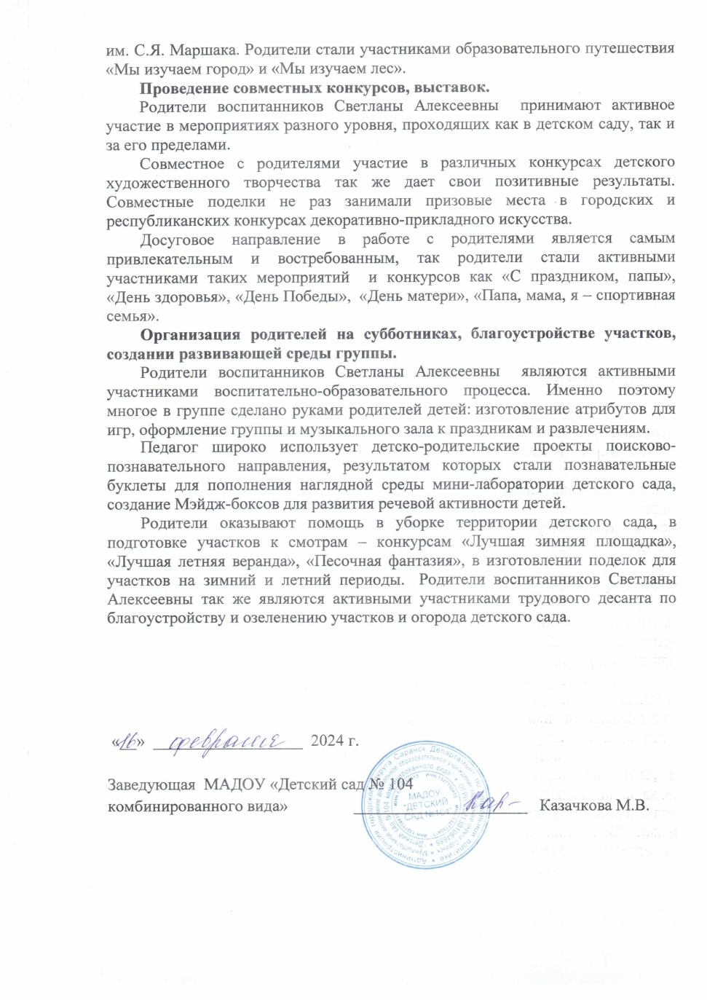 им. С.Я. Маршака. Родители стали участниками образовательного путешествия
«Мы изучаем город» и «Мы изучаем лес».
Проведение совместных конкурсов, выставок.
Родители воспитанников Светланы Алексеевны принимают активное
участие в мероприятиях разного уровня, проходящих как в детском саду, так и
за его пределами.
Совместное с родителями участие в различных конкурсах детского
художественного творчества так же дает свои позитивные результаты.
Совместные поделки не раз занимали призовые места в городских и
республиканских конкурсах декоративно-прикладного искусства.
Досуговое направление в работе с родителями является самым
привлекательным и востребованным, так родители стали активными
участниками таких мероприятий и конкурсов как «С праздником, папы»,
«День здоровья», «День Победы», «День матери», «Папа, мама, я – спортивная
семья».
Организация родителей на субботниках, благоустройстве участков,
создании развивающей среды группы.
Родители воспитанников Светланы Алексеевны являются активными
участниками воспитательно-образовательного процесса. Именно поэтому
многое в группе сделано руками родителей детей: изготовление атрибутов для
игр, оформление группы и музыкального зала к праздникам и развлечениям.
Педагог широко использует детско-родительские проекты поисково-
познавательного направления, результатом которых стали познавательные
буклеты для пополнения наглядной среды мини-лаборатории детского сада,
создание Мэйдж-боксов для развития речевой активности детей.
Родители оказывают помощь в уборке территории детского сада, в
подготовке участков к смотрам – конкурсам «Лучшая зимняя площадка»,
«Лучшая летняя веранда», «Песочная фантазия», в изготовлении поделок для
участков на зимний и летний периоды. Родители воспитанников Светланы
Алексеевны так же являются активными участниками трудового десанта по
благоустройству и озеленению участков и огорода детского сада.
«16» февраля 2024 г.
Заведующая МАДОУ «Детский сад № 104
комбинированного вида» Казачкова М.В.
МАДОУ
"ДЕТСКИЙ
САД №104"